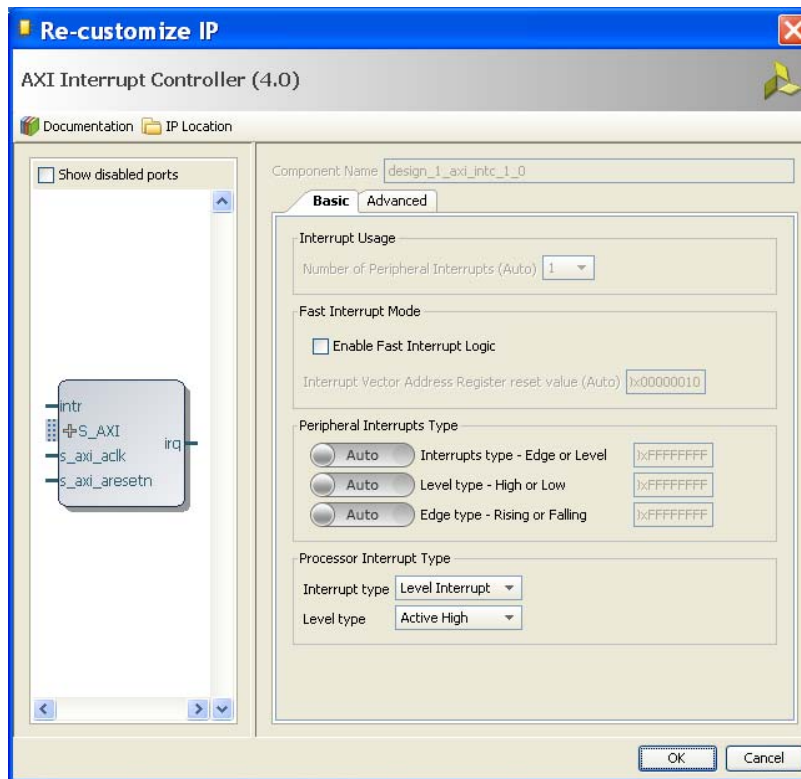 Re-customize IP
AXI Interrupt Controller (4.0)
Documentation IP Location
Show disabled ports
intr
S_AXI
s_axi_aclk
s_axi_aresetn
irq
Component Name design_1_axi_intc_1_0
Basic Advanced
Interrupt Usage
Number of Peripheral Interrupts (Auto) 1
Fast Interrupt Mode
Enable Fast Interrupt Logic
Interrupt Vector Address Register reset value (Auto) )x00000010
Peripheral Interrupts Type
Auto Interrupts type - Edge or Level )xFFFFFFFF
Auto Level type - High or Low )xFFFFFFFF
Auto Edge type - Rising or Falling )xFFFFFFFF
Processor Interrupt Type
Interrupt type Level Interrupt
Level type Active High
OK Cancel